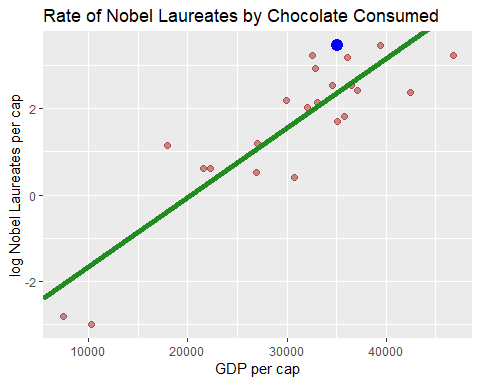 Rate of Nobel Laureates by Chocolate Consumed
log Nobel Laureates per cap
2
0
-2
10000 20000 30000 40000
GDP per cap